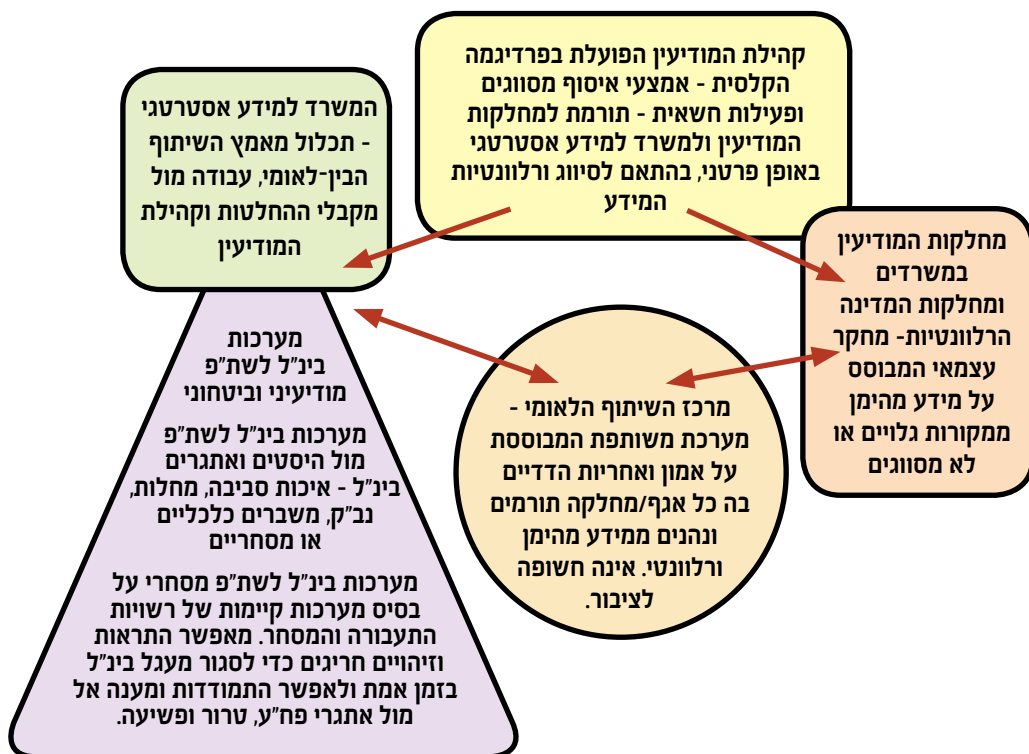 קהילת המודיעין הפועלת בפרדיגמה
הקלסית - אמצעי איסוף מסווגים
ופעילות חשאית - תורמת למחלקות
המודיעין ולמשרד למידע אסטרטגי
באופן פרטני, בהתאם לסיווג ורלוונטיות
המידע
המשרד למידע אסטרטגי
- תכלול מאמץ השיתוף
הבין-לאומי, עבודה מול
מקבלי ההחלטות וקהילת
המודיעין
מחלקות המודיעין
במשרדים
ומחלקות המדינה
הרלוונטיות- מחקר
עצמאי המבוסס
על מידע מהימן
ממקורות גלויים או
לא מסווגים
מרכז השיתוף הלאומי -
מערכת משותפת המבוססת
על אמון ואחריות הדדיים
בה כל אגף/מחלקה תורמים
ונהנים ממידע מהימן
ורלוונטי. אינה חשופה
לציבור.
מערכות
בינ"ל לשת"פ
מודיעיני וביטחוני
מערכות בינ"ל לשת"פ
מול היסטים ואתגרים
בינ"ל - איכות סביבה, מחלות,
נב"ק, משברים כלכליים
או מסחריים
מערכות בינ"ל לשת"פ מסחרי על
בסיס מערכות קיימות של רשויות
התעבורה והמסחר. מאפשר התראות
וזיהויים חריגים כדי לסגור מעגל בינ"ל
בזמן אמת ולאפשר התמודדות ומענה אל
מול אתגרי פח"ע, טרור ופשיעה.